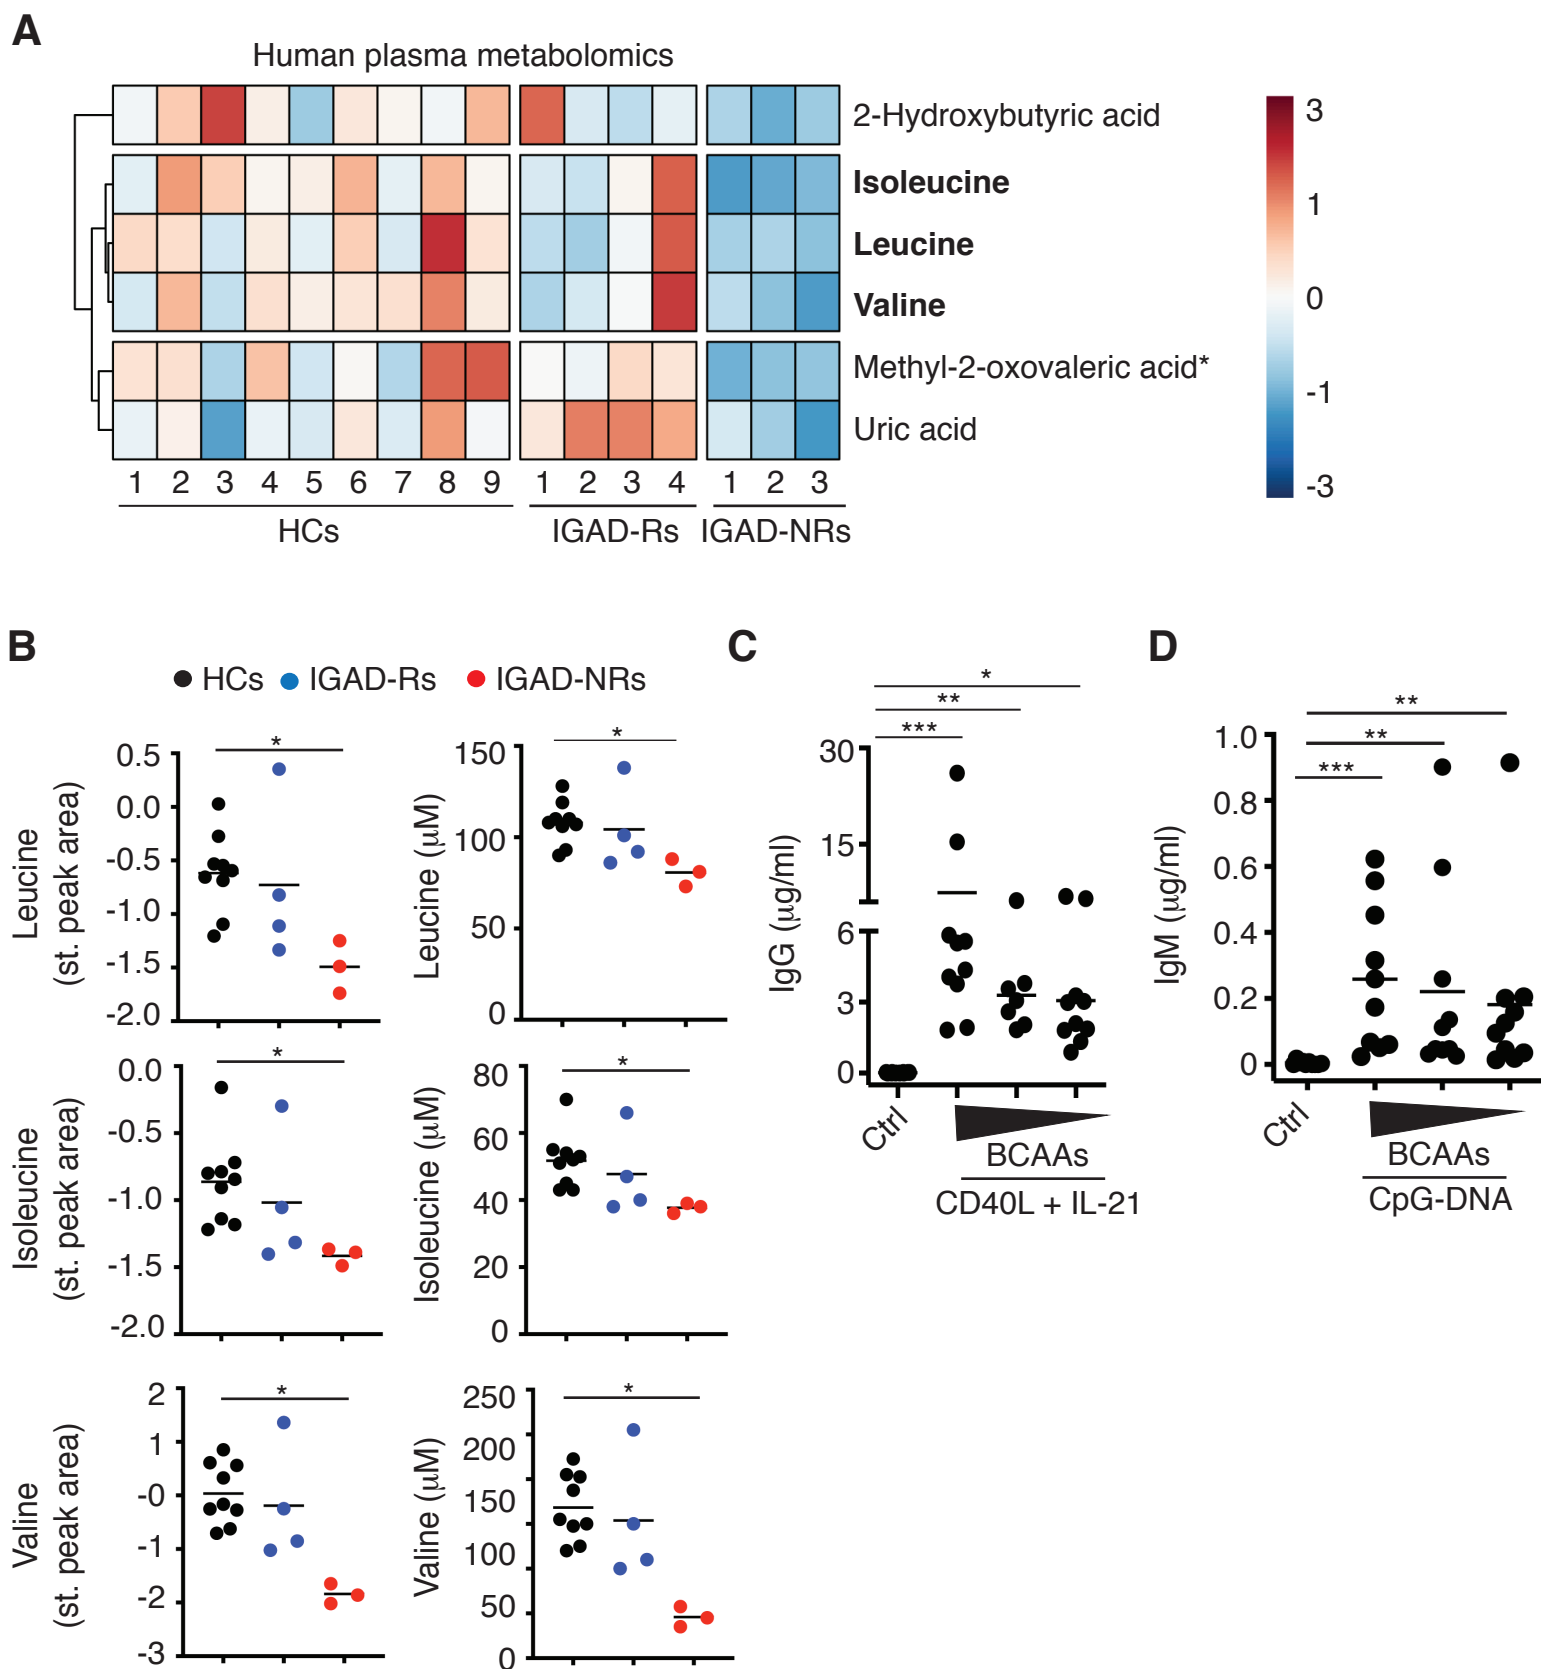 A
Human plasma metabolomics
2-Hydroxybutyric acid
Isoleucine
Leucine
Valine
Methyl-2-oxovaleric acid*
Uric acid
3
1
0
-1
-3
1 2 3 4 5 6 7 8 9 1 2 3 4 1 2 3
HCs IGAD-Rs IGAD-NRs
B
HCs IGAD-Rs IGAD-NRs
Leucine
(st. peak area)
0.5
0.0
-0.5
-1.0
-1.5
-2.0
*
Leucine (µM)
150
100
50
0
*
Isoleucine
(st. peak area)
0.0
-0.5
-1.0
-1.5
-2.0
*
Isoleucine (µM)
80
60
40
20
0
*
Valine
(st. peak area)
2
1
-0
-1
-2
-3
*
Valine (µM)
250
200
150
100
50
0
*
C
IgG (µg/ml)
30
15
6
3
0
*
**
***
Ctrl
BCAAs
CD40L + IL-21
D
IgM (µg/ml)
1.0
0.8
0.6
0.4
0.2
0
**
**
***
Ctrl
BCAAs
CpG-DNA